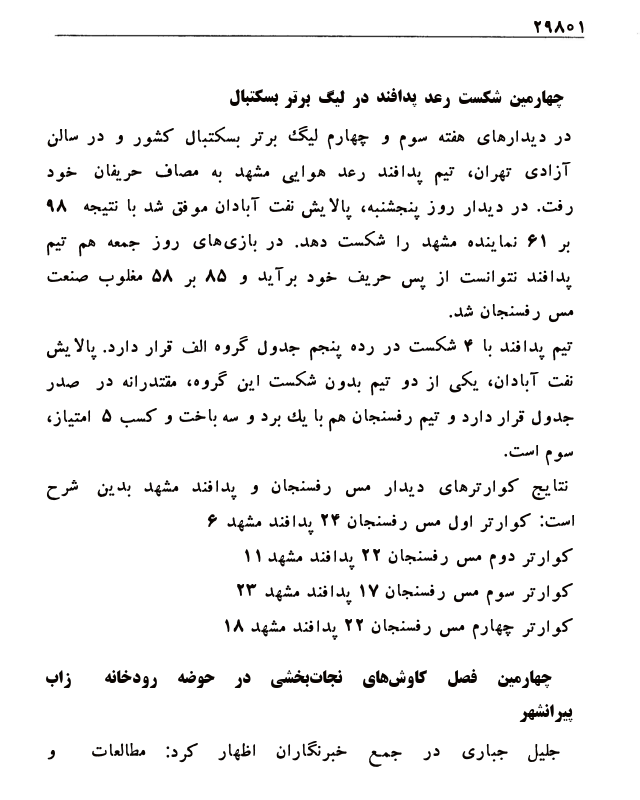 ۲۹۸۰۱
چهارمین شکست رعد پدافند در لیگ برتر بسکتبال
در دیدارهای هفته سوم و چهارم لیگ برتر بسکتبال کشور و در سالن
آزادی تهران، تیم پدافند رعد هوایی مشهد به مصاف حریفان خود
رفت. در دیدار روز پنجشنبه، پالایش نفت آبادان موفق شد با نتیجه ۹۸
بر ۶۱ نماینده مشهد را شکست دهد. در بازی‌های روز جمعه هم تیم
پدافند نتوانست از پس حریف خود برآید و ۸۵ بر ۵۸ مغلوب صنعت
مس رفسنجان شد.
تیم پدافند با ۴ شکست در رده پنجم جدول گروه الف قرار دارد. پالایش
نفت آبادان، یکی از دو تیم بدون شکست این گروه، مقتدرانه در صدر
جدول قرار دارد و تیم رفسنجان هم با یك برد و سه باخت و کسب ۵ امتیاز،
سوم است.
نتایج کوارترهای دیدار مس رفسنجان و پدافند مشهد بدین شرح
است: کوارتر اول مس رفسنجان ۲۴ پدافند مشهد ۶
کوارتر دوم مس رفسنجان ۲۲ پدافند مشهد ۱۱
کوارتر سوم مس رفسنجان ۱۷ پدافند مشهد ۲۳
کوارتر چهارم مس رفسنجان ۲۲ پدافند مشهد ۱۸
چهارمین فصل کاوش‌های نجات‌بخشی در حوضه رودخانه زاب
پیرانشهر
جلیل جباری در جمع خبرنگاران اظهار کرد: مطالعات و